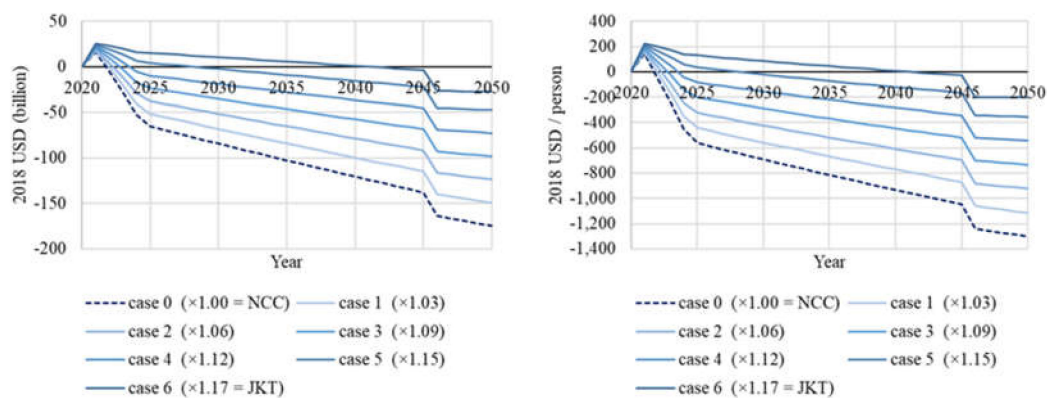 50
0
-50
-100
-150
-200
2018 USD (billion)
2020 2025 2030 2035 2040 2045 2050
Year
case 0 (×1.00 = NCC) case 1 (×1.03)
case 2 (×1.06) case 3 (×1.09)
case 4 (×1.12) case 5 (×1.15)
case 6 (×1.17 = JKT)
400
200
0
-200
-400
-600
-800
-1,000
-1,200
-1,400
2018 USD / person
2020 2025 2030 2035 2040 2045 2050
Year
case 0 (×1.00 = NCC) case 1 (×1.03)
case 2 (×1.06) case 3 (×1.09)
case 4 (×1.12) case 5 (×1.15)
case 6 (×1.17 = JKT)